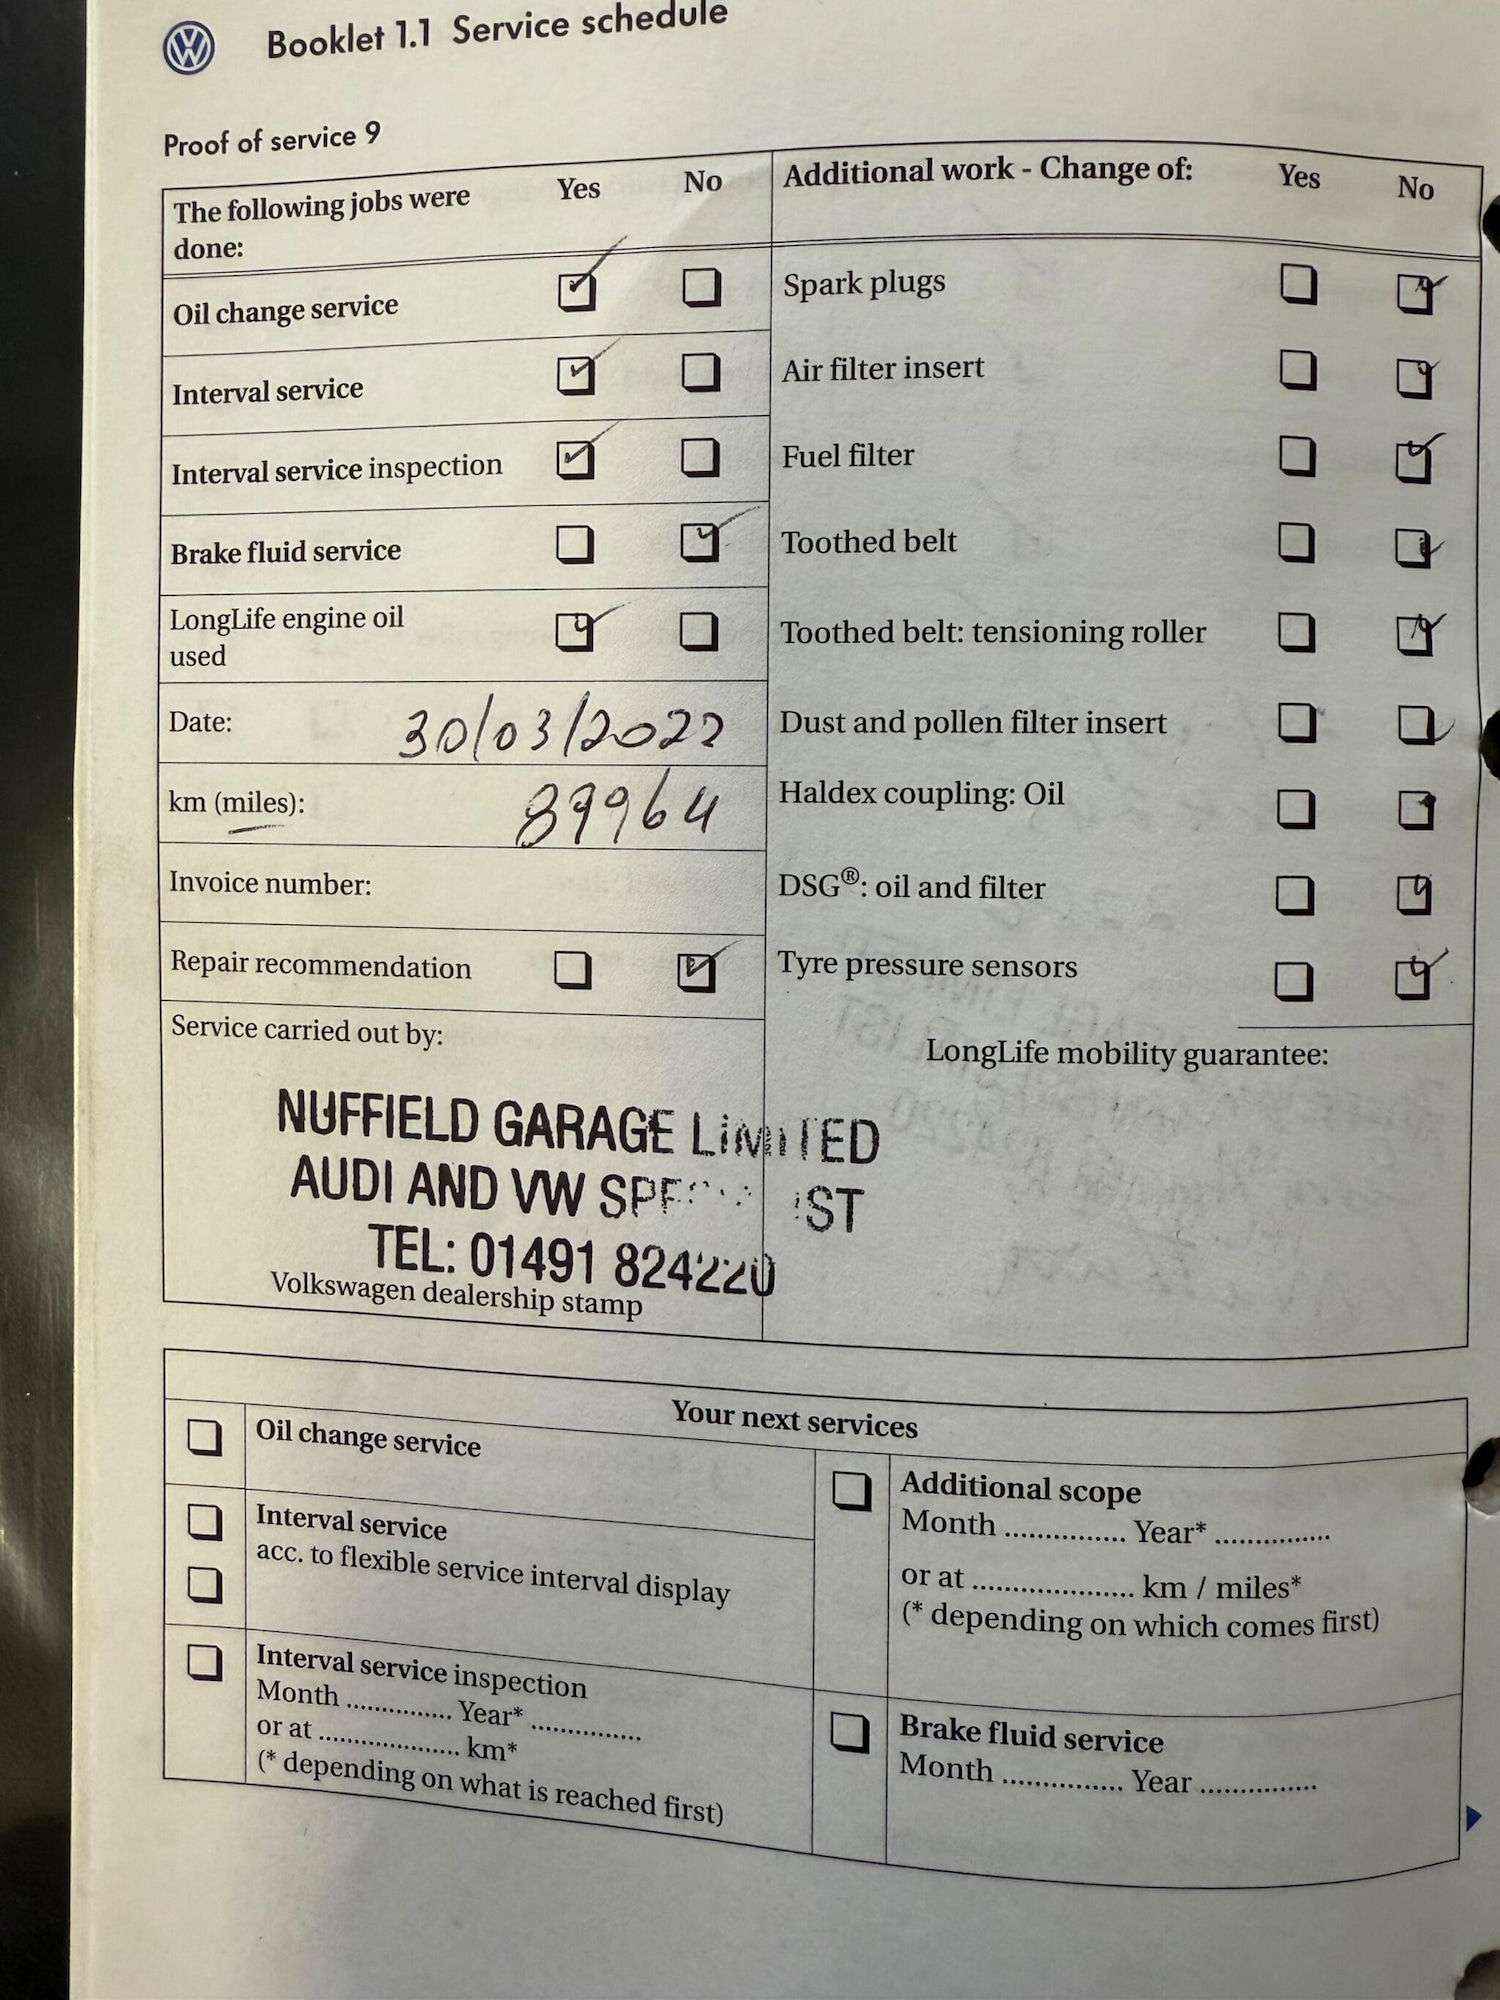 Booklet 1.1 Service schedule
Proof of service 9
The following jobs were done:
Yes
No
Oil change service
Interval service
Interval service inspection
Brake fluid service
LongLife engine oil
used
Date: 30/03/2022
km (miles): 89964
Invoice number:
Repair recommendation
Service carried out by:
NUFFIELD GARAGE LiMITED
AUDI AND VW
TEL: 01491 824220
Volkswagen dealership stamp
Additional work - Change of:
Yes
No
Spark plugs
Air filter insert
Fuel filter
Toothed belt
Toothed belt: tensioning roller
Dust and pollen filter insert
Haldex coupling: Oil
DSG®: oil and filter
Tyre pressure sensors
LongLife mobility guarantee:
Your next services
Oil change service
Interval service
acc. to flexible service interval display
Interval service inspection
Month ............... Year* ...............
or at .................... km*
(* depending on what is reached first)
Additional scope
Month ............... Year* ...............
or at .................... km / miles*
(* depending on which comes first)
Brake fluid service
Month ............... Year ...............